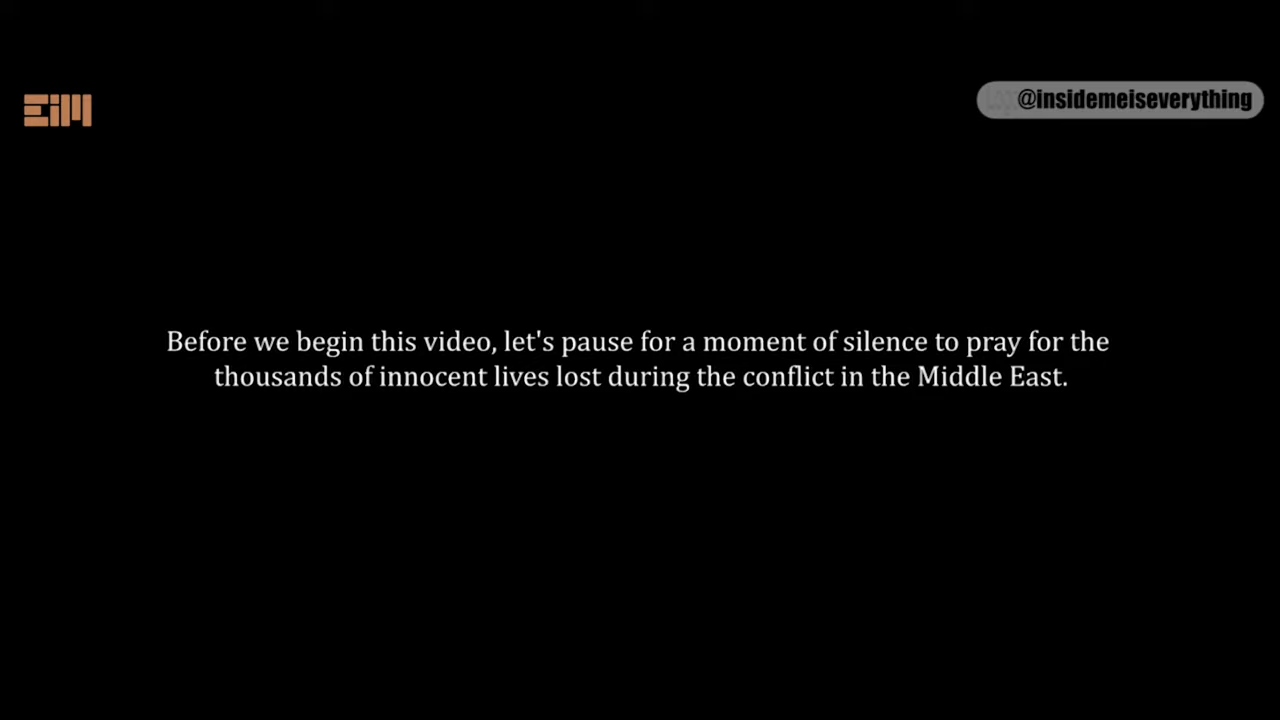 EiM
@insidemeiseverything
Before we begin this video, let's pause for a moment of silence to pray for the
thousands of innocent lives lost during the conflict in the Middle East.